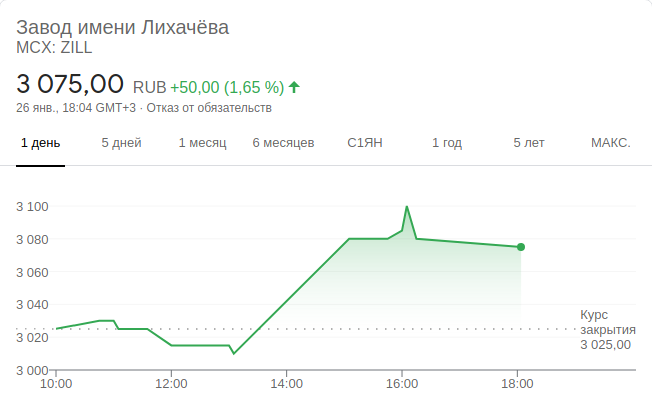 Завод имени Лихачёва
MCX: ZILL
3 075,00 RUB +50,00 (1,65 %)
26 янв., 18:04 GMT+3 · Отказ от обязательств
1 день 5 дней 1 месяц 6 месяцев С1ЯН 1 год 5 лет МАКС.
3 100
3 080
3 060
3 040
Курс
закрытия
3 025,00
3 020
3 000
10:00 12:00 14:00 16:00 18:00